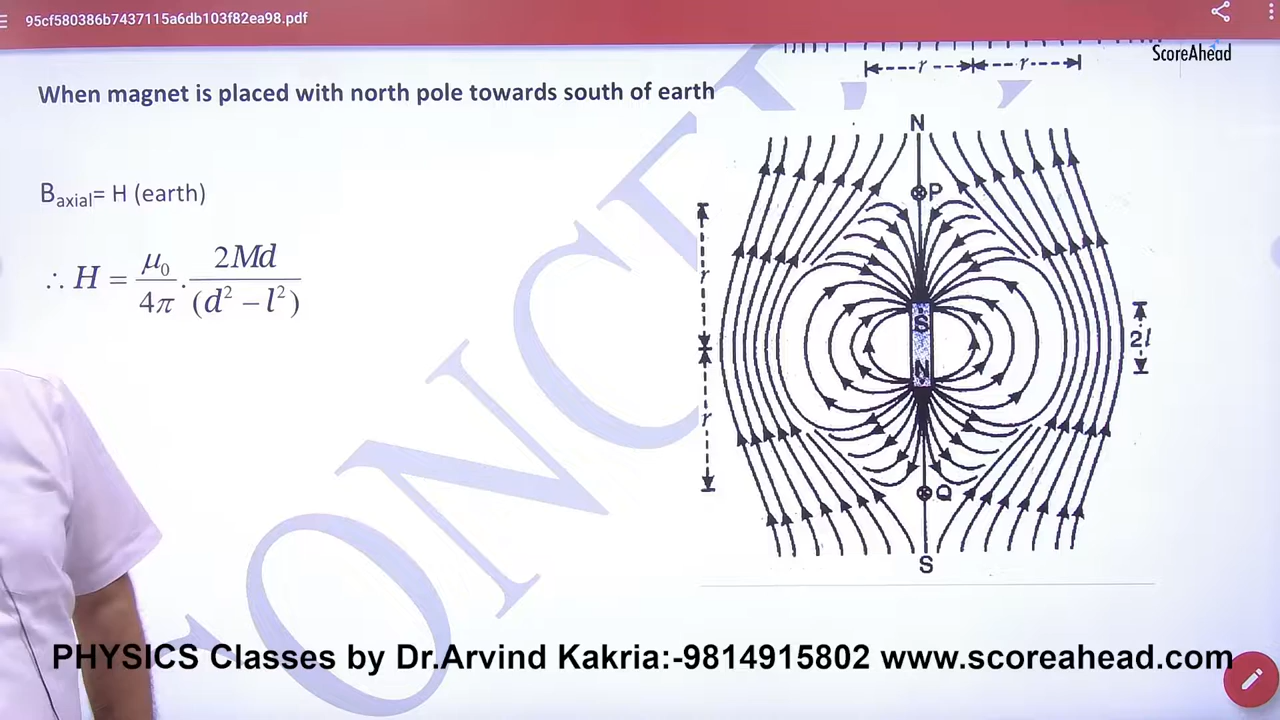 95cf580386b7437115a6db103f82ea98.pdf
ScoreAhead
r r
When magnet is placed with north pole towards south of earth
B_axial= H (earth)
∴ H = μ₀/4π . 2Md/(d² – l²)
N
P
r
S
N
2l
r
Q
S
PHYSICS Classes by Dr.Arvind Kakria:-9814915802 www.scoreahead.com